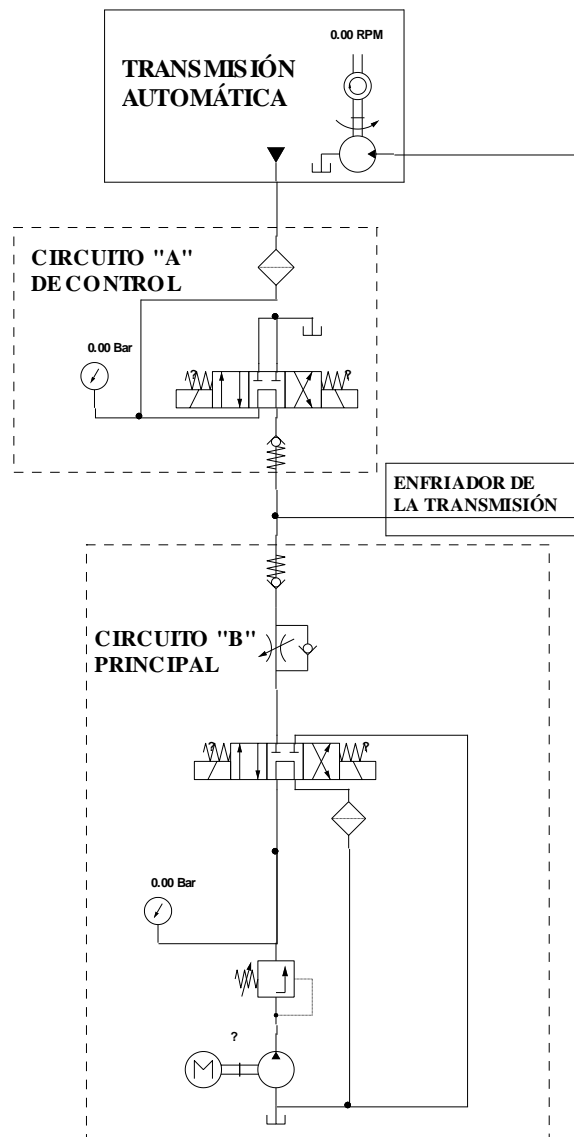 0.00 RPM
TRANSMISIÓN
AUTOMÁTICA
CIRCUITO "A"
DE CONTROL
0.00 Bar
? ?
ENFRIADOR DE
LA TRANSMISIÓN
CIRCUITO "B"
PRINCIPAL
? ?
0.00 Bar
?
M